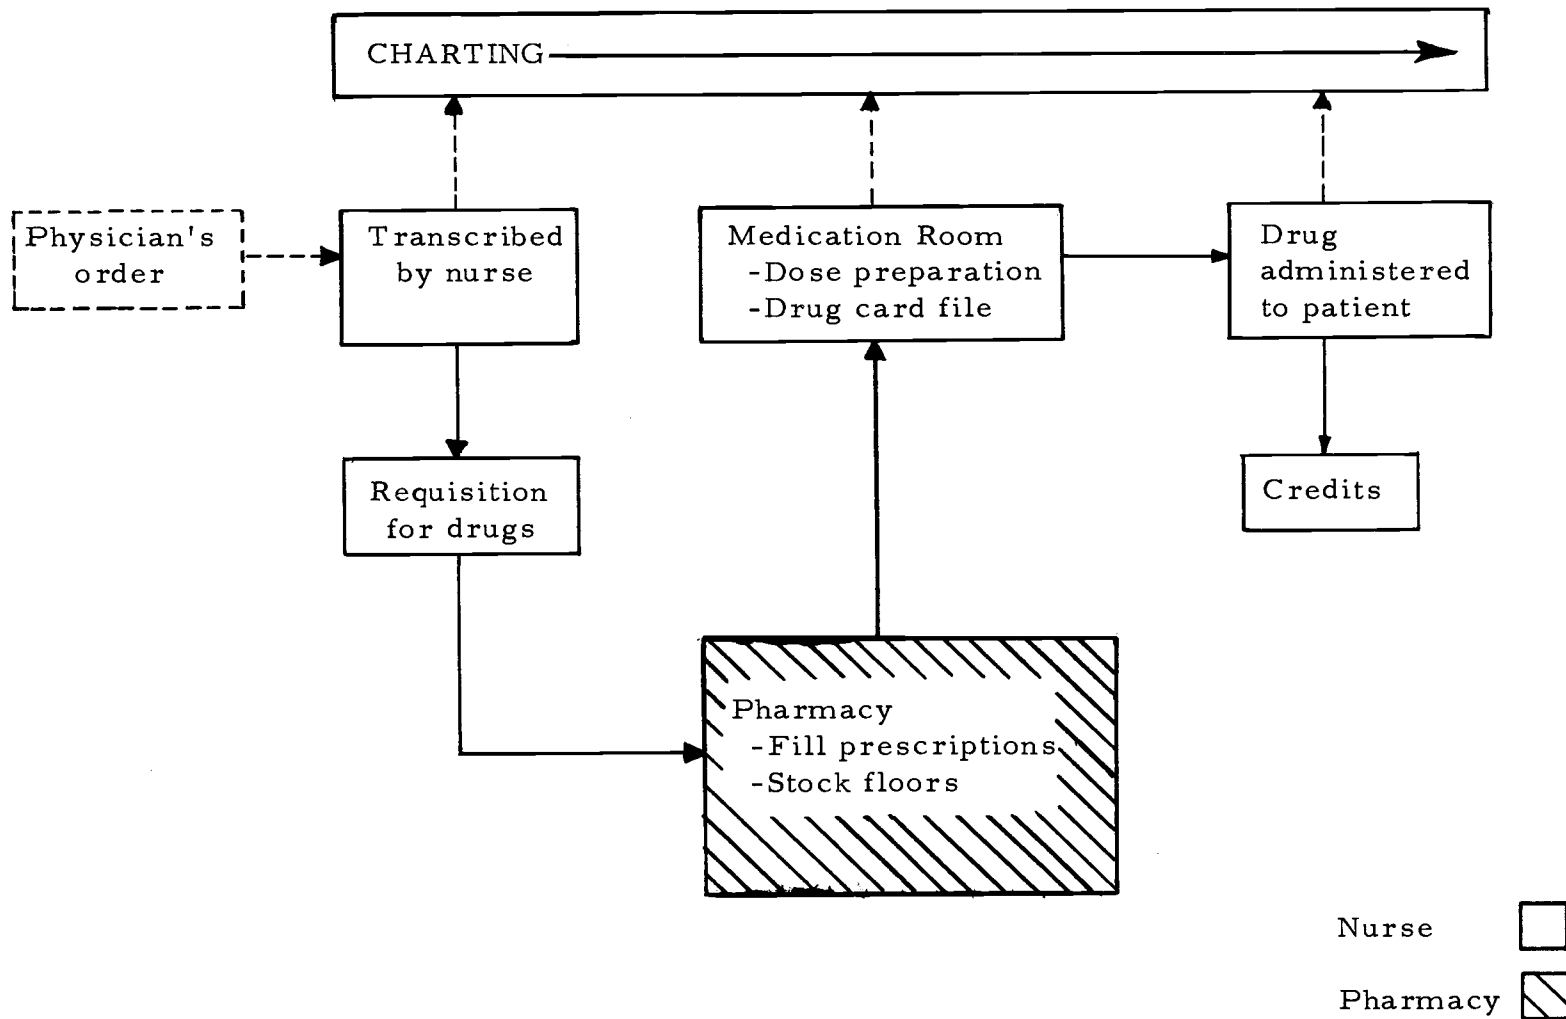 CHARTING
Physician's
order
Transcribed
by nurse
Medication Room
-Dose preparation
-Drug card file
Drug
administered
to patient
Requisition
for drugs
Credits
Pharmacy
-Fill prescriptions
-Stock floors
Nurse
Pharmacy